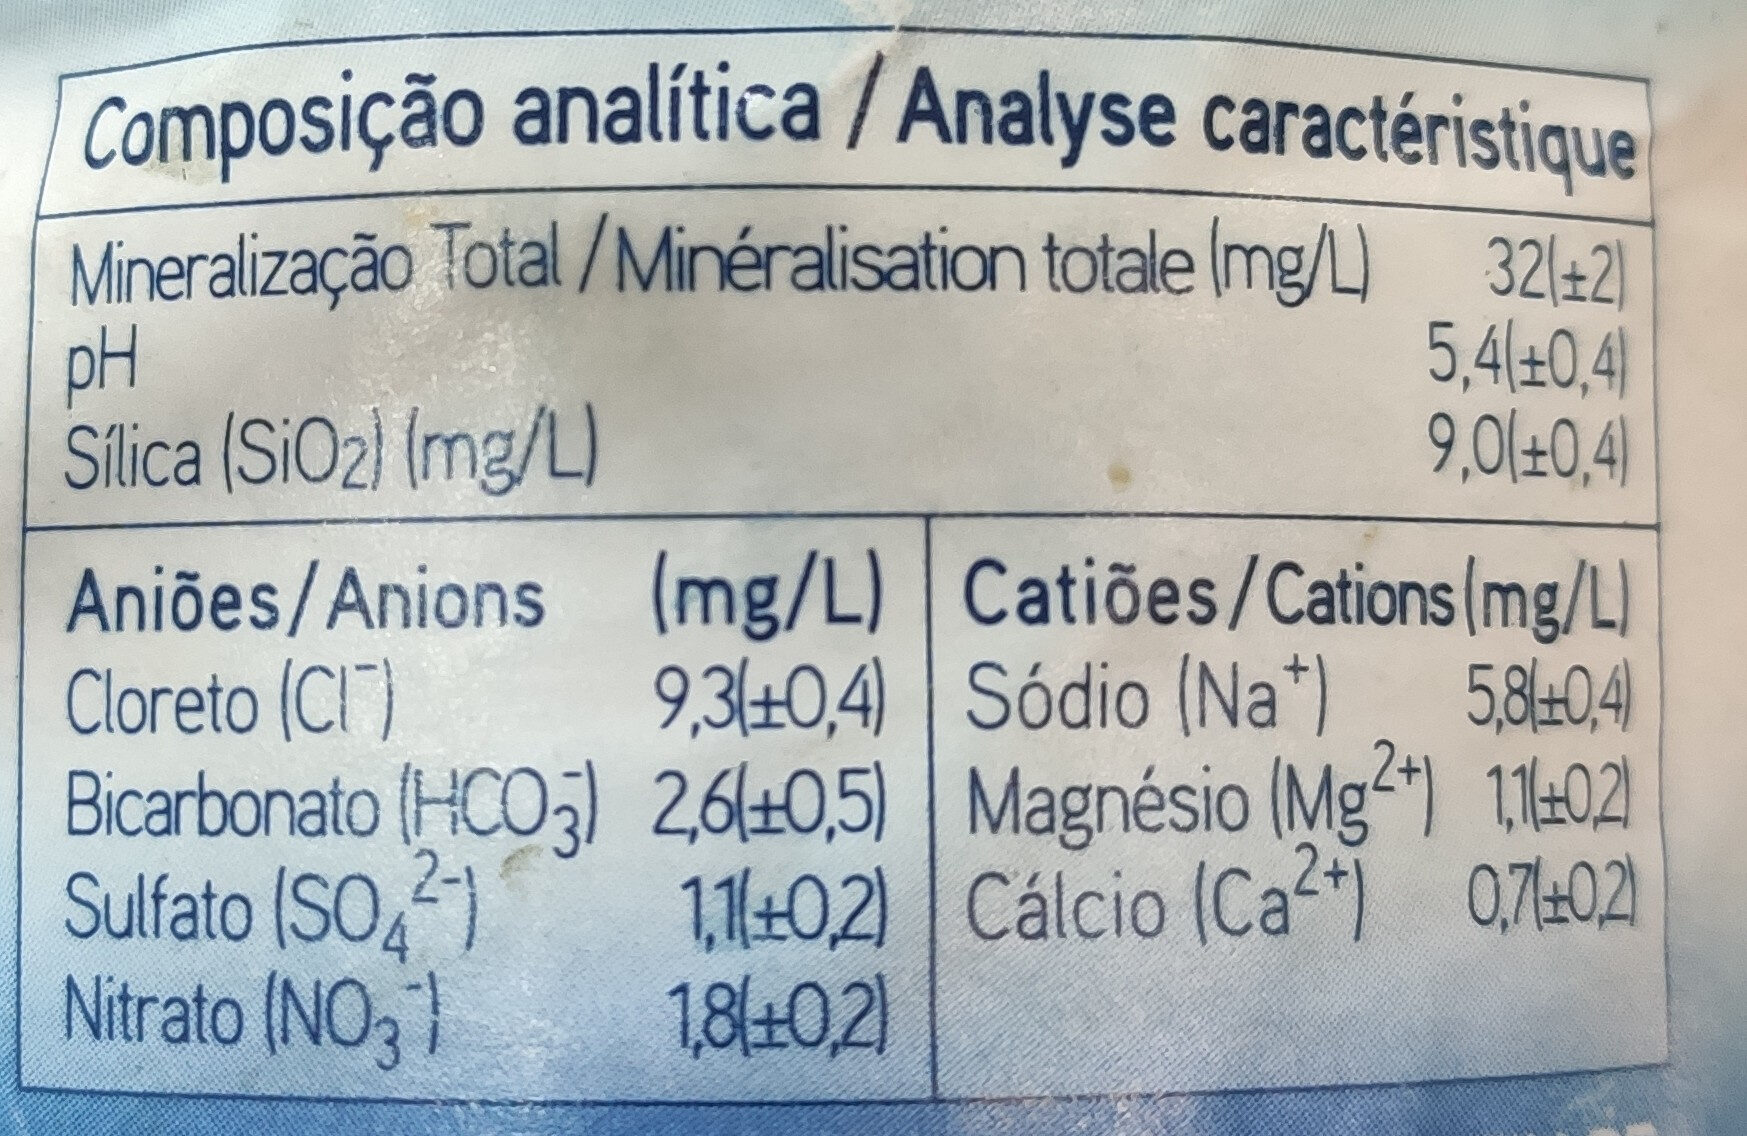 Composição analítica / Analyse caractéristique
Mineralização Total / Minéralisation totale (mg/L) 32(±2)
pH 5,4(±0,4)
Sílica (SiO2) (mg/L) 9,0(±0,4)
Aniões/Anions (mg/L)
Cloreto (Cl⁻) 9,3(±0,4)
Bicarbonato (HCO₃⁻) 2,6(±0,5)
Sulfato (SO₄²⁻) 1,1(±0,2)
Nitrato (NO₃⁻) 1,8(±0,2)
Catiões/Cations (mg/L)
Sódio (Na⁺) 5,8(±0,4)
Magnésio (Mg²⁺) 1,1(±0,2)
Cálcio (Ca²⁺) 0,7(±0,2)